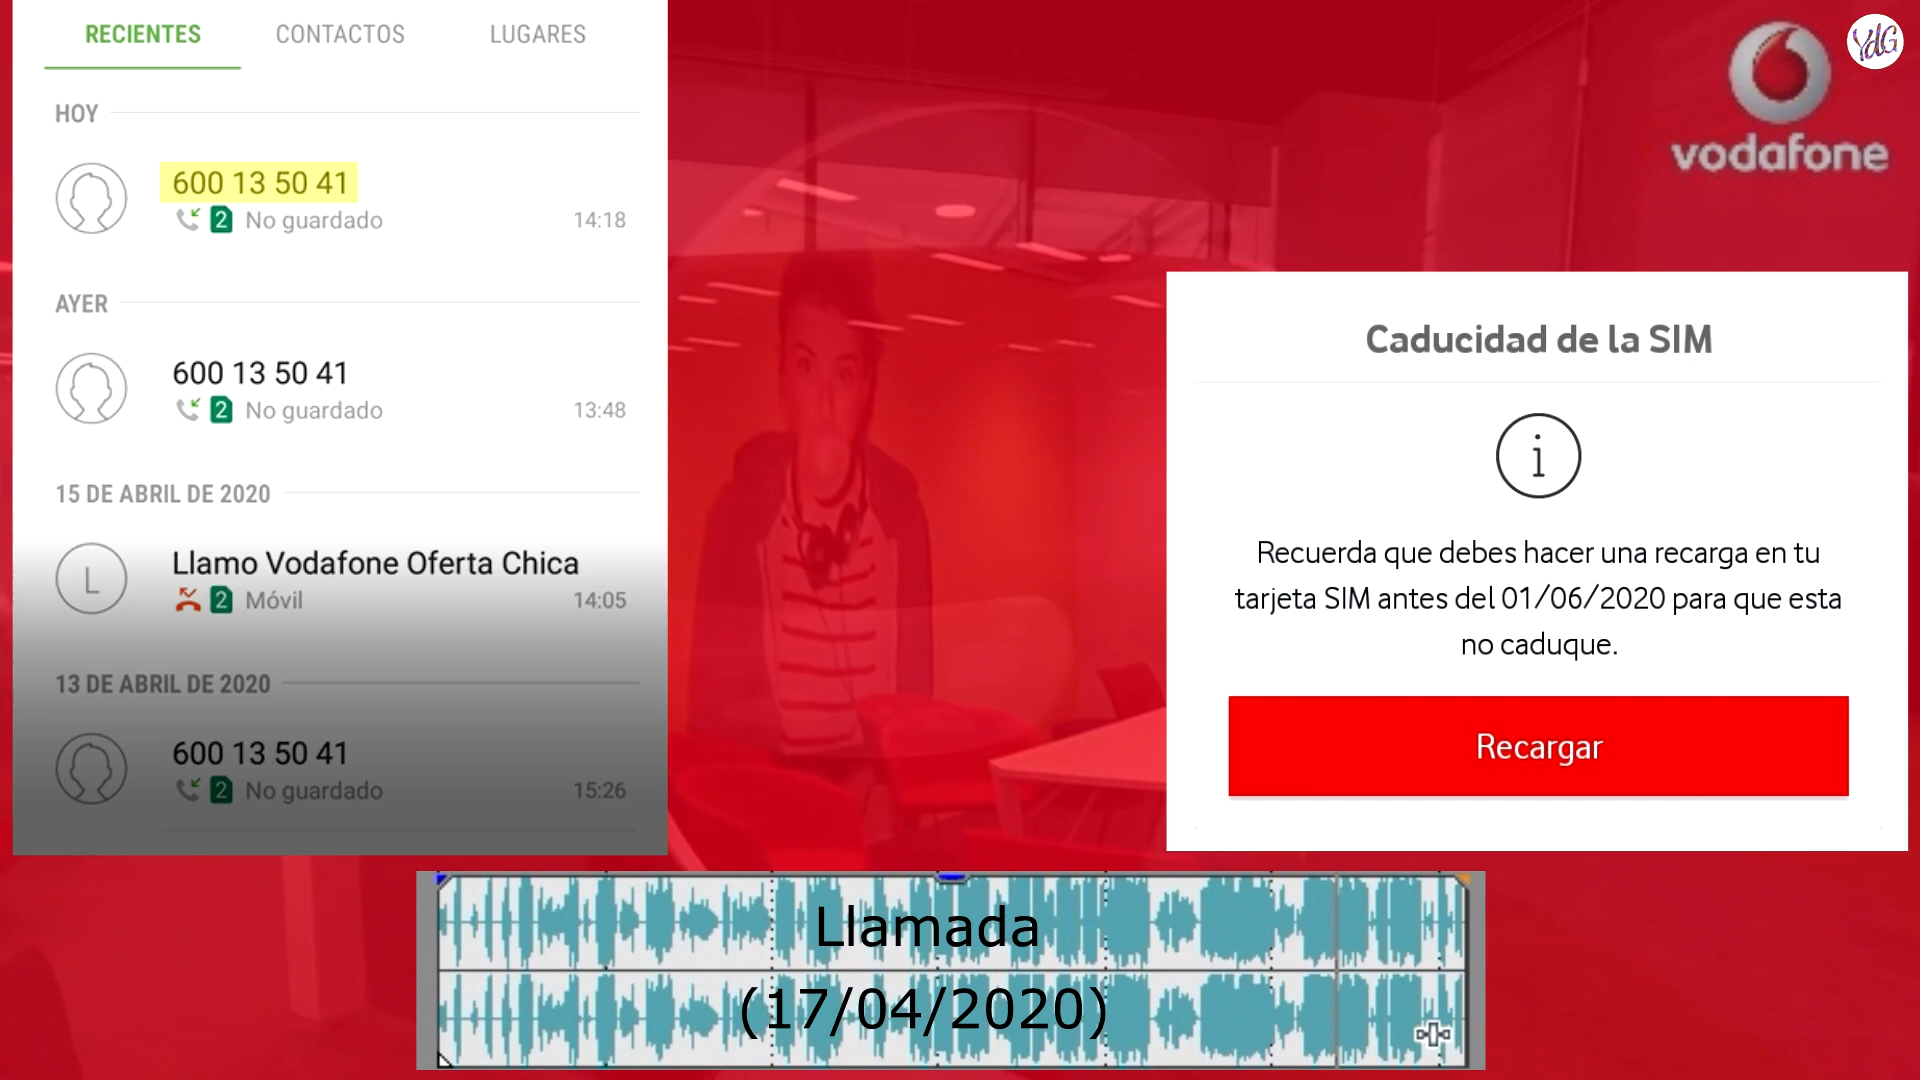 RECIENTES CONTACTOS LUGARES
HOY
600 13 50 41
2 No guardado 14:18
AYER
600 13 50 41
2 No guardado 13:48
15 DE ABRIL DE 2020
L Llamo Vodafone Oferta Chica
2 Móvil 14:05
13 DE ABRIL DE 2020
600 13 50 41
2 No guardado 15:26
YdG
vodafone
Caducidad de la SIM
i
Recuerda que debes hacer una recarga en tu
tarjeta SIM antes del 01/06/2020 para que esta
no caduque.
Recargar
Llamada
(17/04/2020)